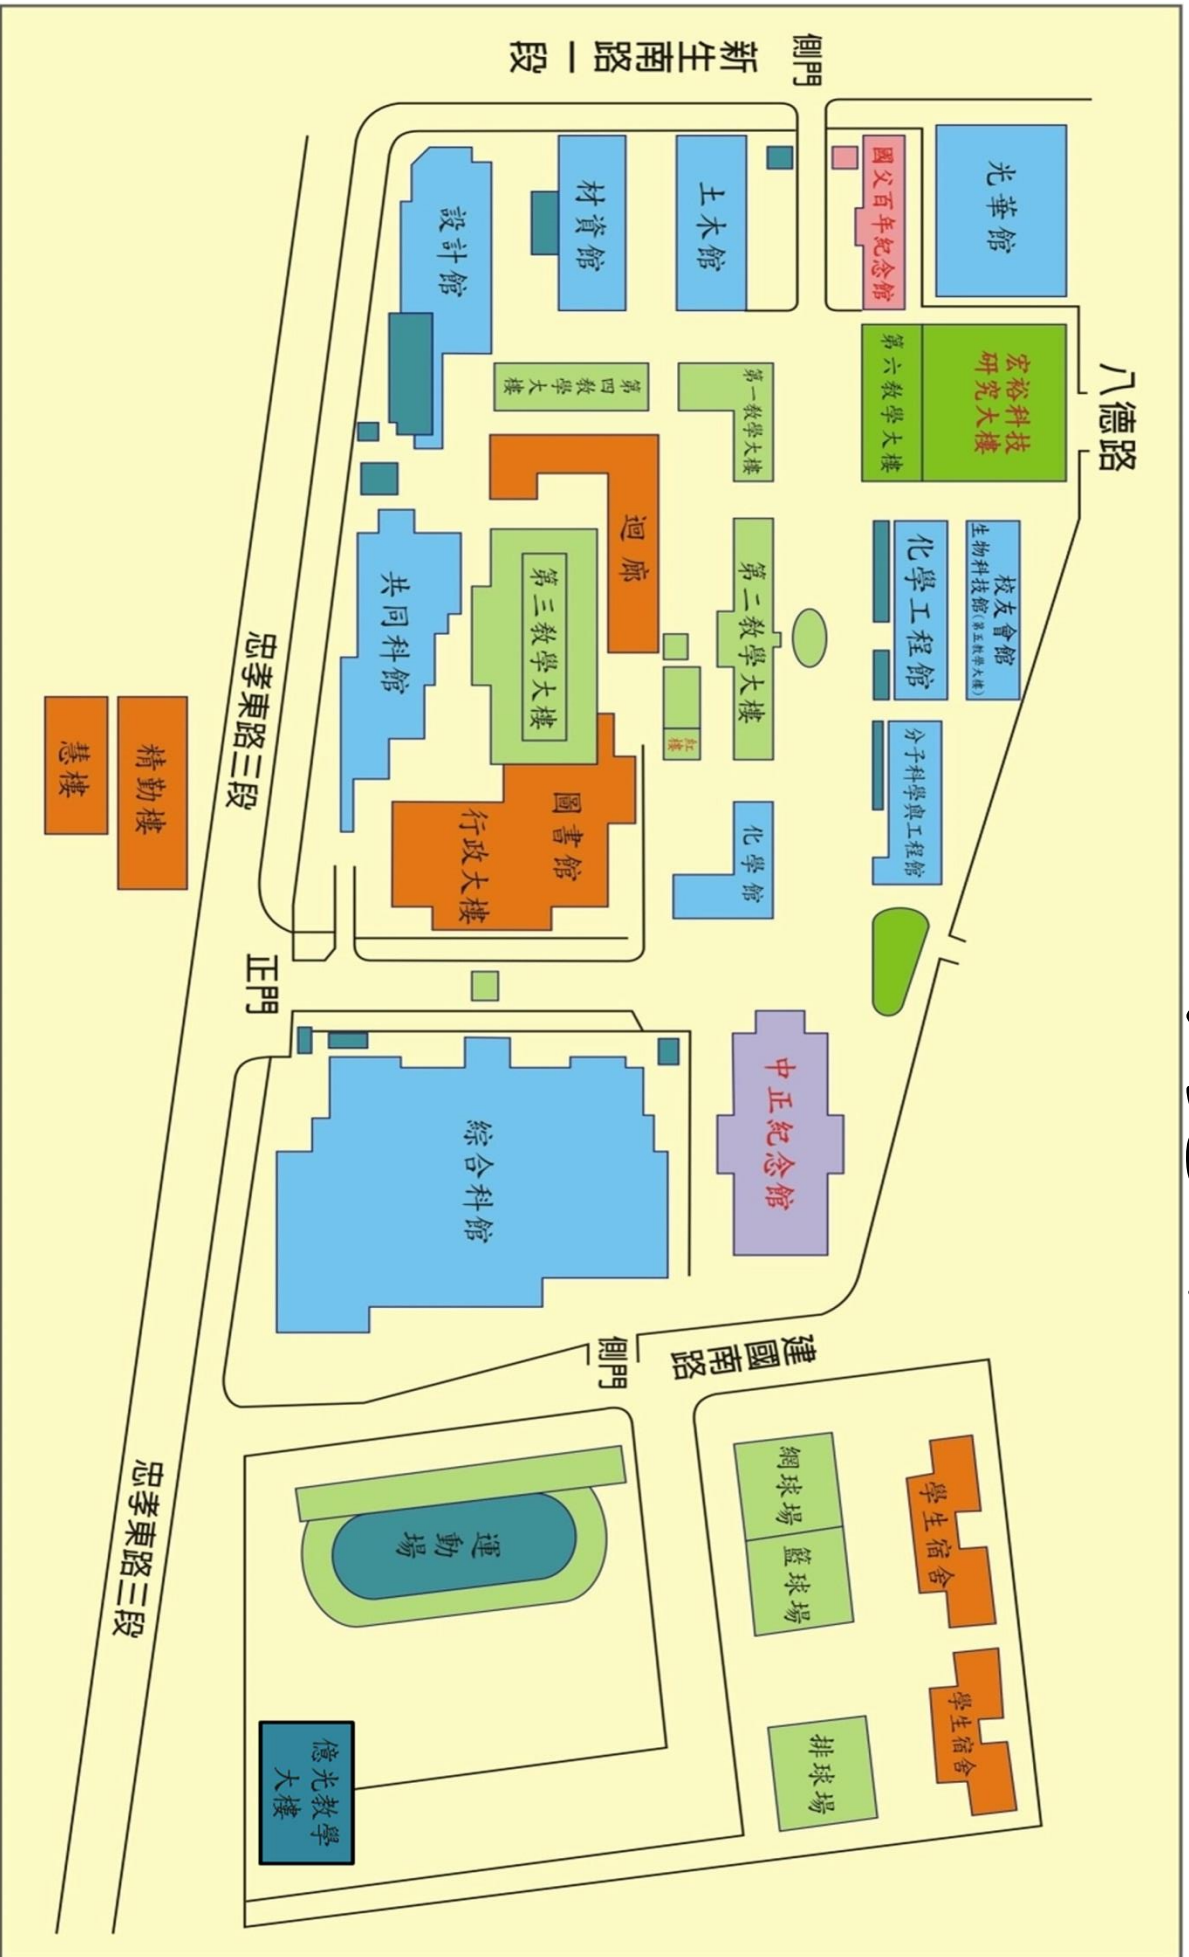 新生南路一段
側門
光華館
國父百年紀念館
土木館
材資館
設計館
八德路
宏裕科技
研究大樓
第六教學大樓
第一教學大樓
第四教學大樓
迴廊
校友會館
生物科技館(第五教學大樓)
化學工程館
第二教學大樓
第三教學大樓
共同科館
紅樓
分子科學與工程館
化學館
圖書館
行政大樓
忠孝東路三段
精勤樓
慧樓
正門
中正紀念館
綜合科館
建國南路
側門
學生宿舍
網球場
籃球場
運動場
忠孝東路三段
學生宿舍
排球場
億光教學
大樓